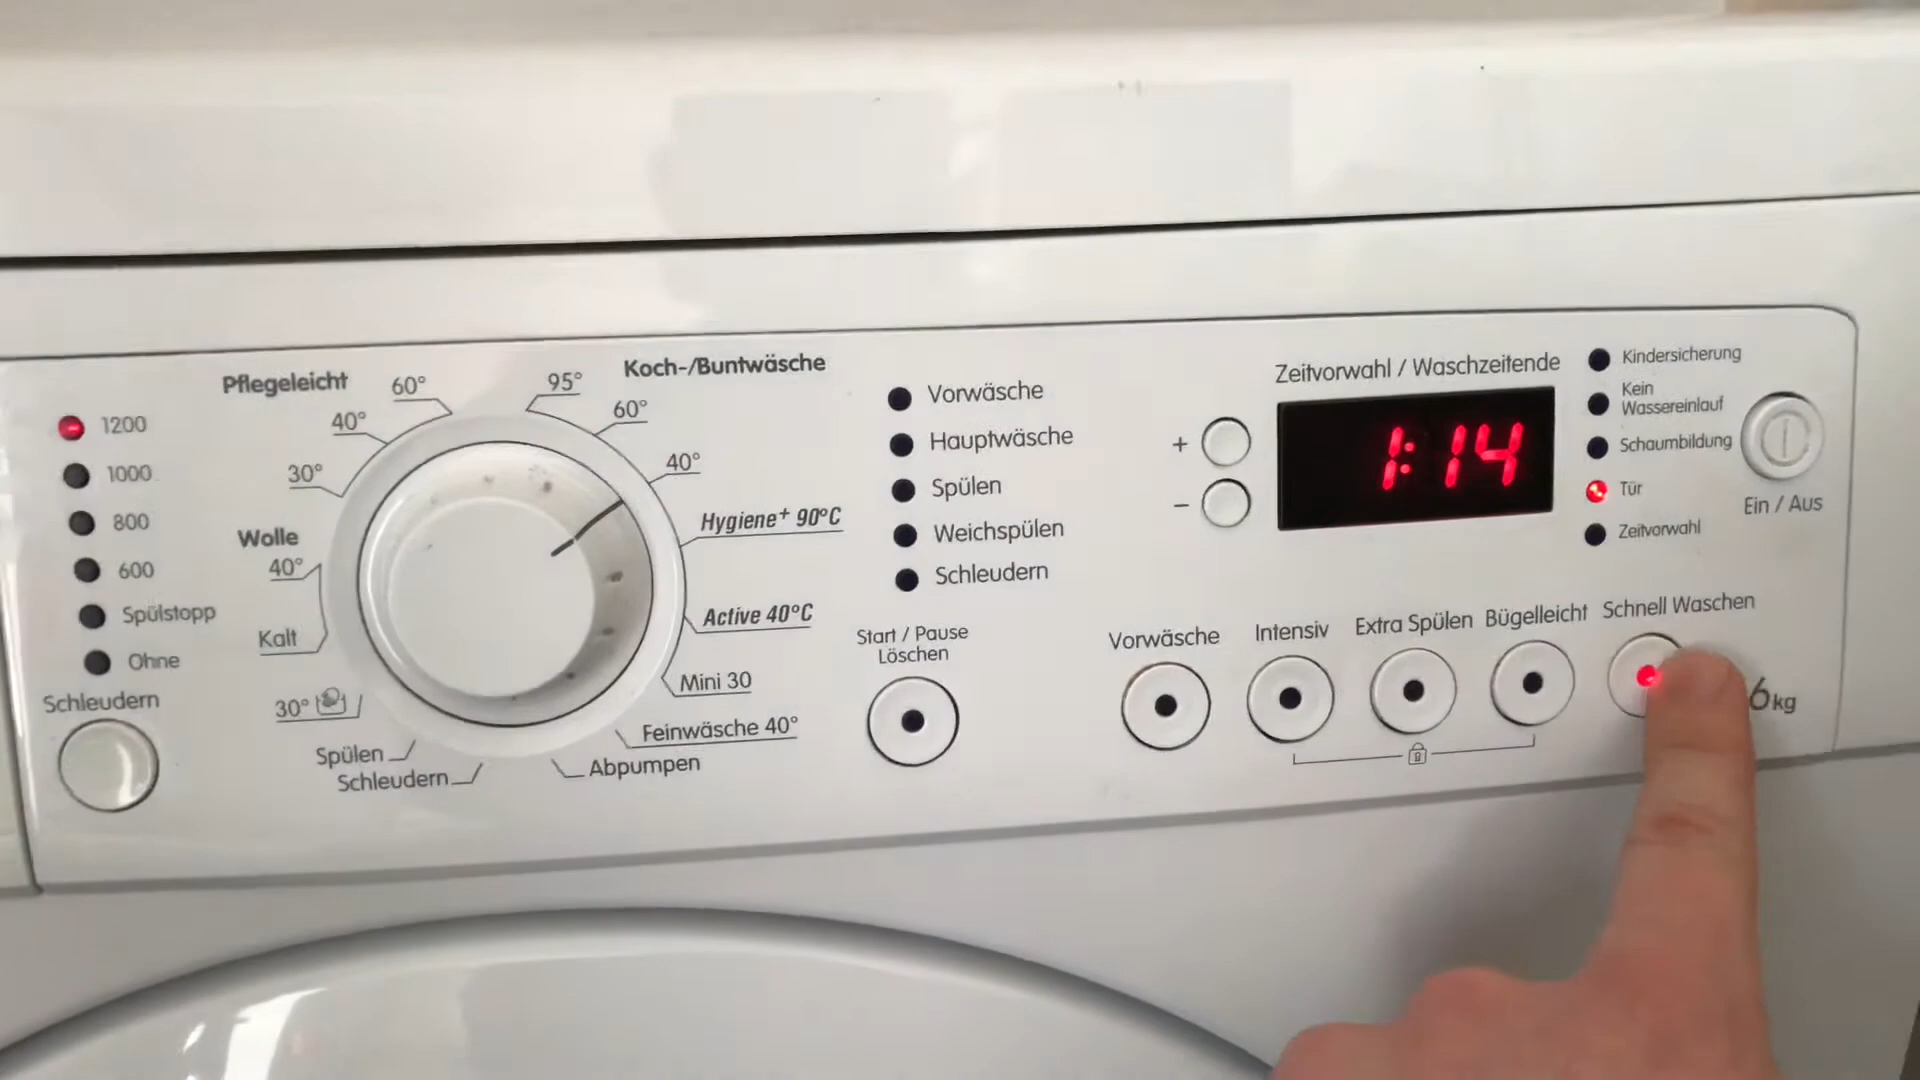 Pflegeleicht
Koch-/Buntwäsche
60°
95°
40°
60°
30°
40°
Wolle
40°
Kalt
30°
Spülen
Schleudern
Hygiene+ 90°C
Active 40°C
Mini 30
Feinwäsche 40°
Abpumpen
1200
1000
800
600
Spülstopp
Ohne
Schleudern
Vorwäsche
Hauptwäsche
Spülen
Weichspülen
Schleudern
Start / Pause
Löschen
Zeitvorwahl / Waschzeitende
+
−
1:14
Kindersicherung
Kein
Wassereinlauf
Schaumbildung
Tür
Zeitvorwahl
Ein / Aus
Vorwäsche
Intensiv
Extra Spülen
Bügelleicht
Schnell Waschen
6kg